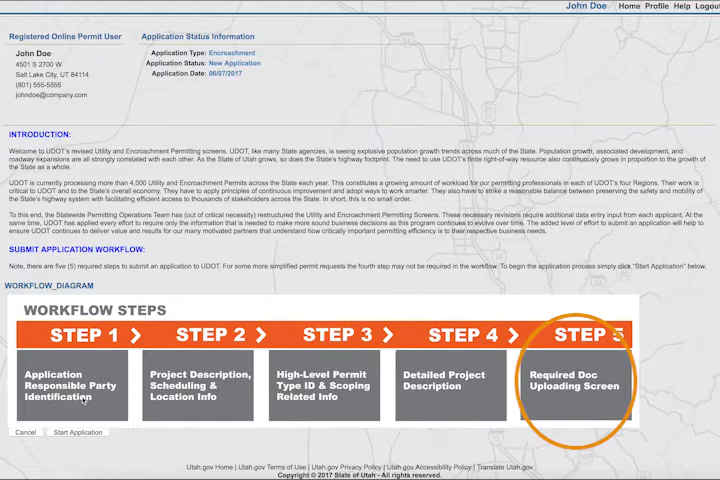 John Doe Home Profile Help Logout
Registered Online Permit User
John Doe
4501 S 2700 W
Salt Lake City, UT 84114
(801) 555-5555
johndoe@company.com
Application Status Information
Application Type: Encroachment
Application Status: New Application
Application Date: 06/07/2017
INTRODUCTION:
Welcome to UDOT's revised Utility and Encroachment Permitting screens. UDOT, like many State agencies, is seeing explosive population growth trends across much of the State. Population growth, associated development, and
roadway expansions are all strongly correlated with each other. As the State of Utah grows, so does the State's highway footprint. The need to use UDOT's finite right-of-way resource also continuously grows in proportion to the growth of
the State as a whole.
UDOT is currently processing more than 4,000 Utility and Encroachment Permits across the State each year. This constitutes a growing amount of workload for our permitting professionals in each of UDOT's four Regions. Their work is
critical to UDOT and to the State's overall economy. They have to apply principles of continuous improvement and adopt ways to work smarter. They also have to strike a reasonable balance between preserving the safety and mobility of
the State's highway system with facilitating efficient access to thousands of stakeholders across the State. In short, this is no small order.
To this end, the Statewide Permitting Operations Team has (out of critical necessity) restructured the Utility and Encroachment Permitting Screens. These necessary revisions require additional data entry input from each applicant. At the
same time, UDOT has applied every effort to require only the information that is needed to make more sound business decisions as this program continues to evolve over time. The added level of effort to submit an application will help to
ensure UDOT continues to deliver value and results for our many motivated partners that understand how critically important permitting efficiency is to their respective business needs.
SUBMIT APPLICATION WORKFLOW:
Note, there are five (5) required steps to submit an application to UDOT. For some more simplified permit requests the fourth step may not be required in the workflow. To begin the application process simply click "Start Application" below.
WORKFLOW_DIAGRAM
WORKFLOW STEPS
STEP 1 STEP 2 STEP 3 STEP 4 STEP 5
Application
Responsible Party
Identification
Project Description,
Scheduling &
Location Info
High-Level Permit
Type ID & Scoping
Related Info
Detailed Project
Description
Required Doc
Uploading Screen
Cancel Start Application
Utah.gov Home | Utah.gov Terms of Use | Utah.gov Privacy Policy | Utah.gov Accessibility Policy | Translate Utah.gov
Copyright © 2017 State of Utah - All rights reserved.